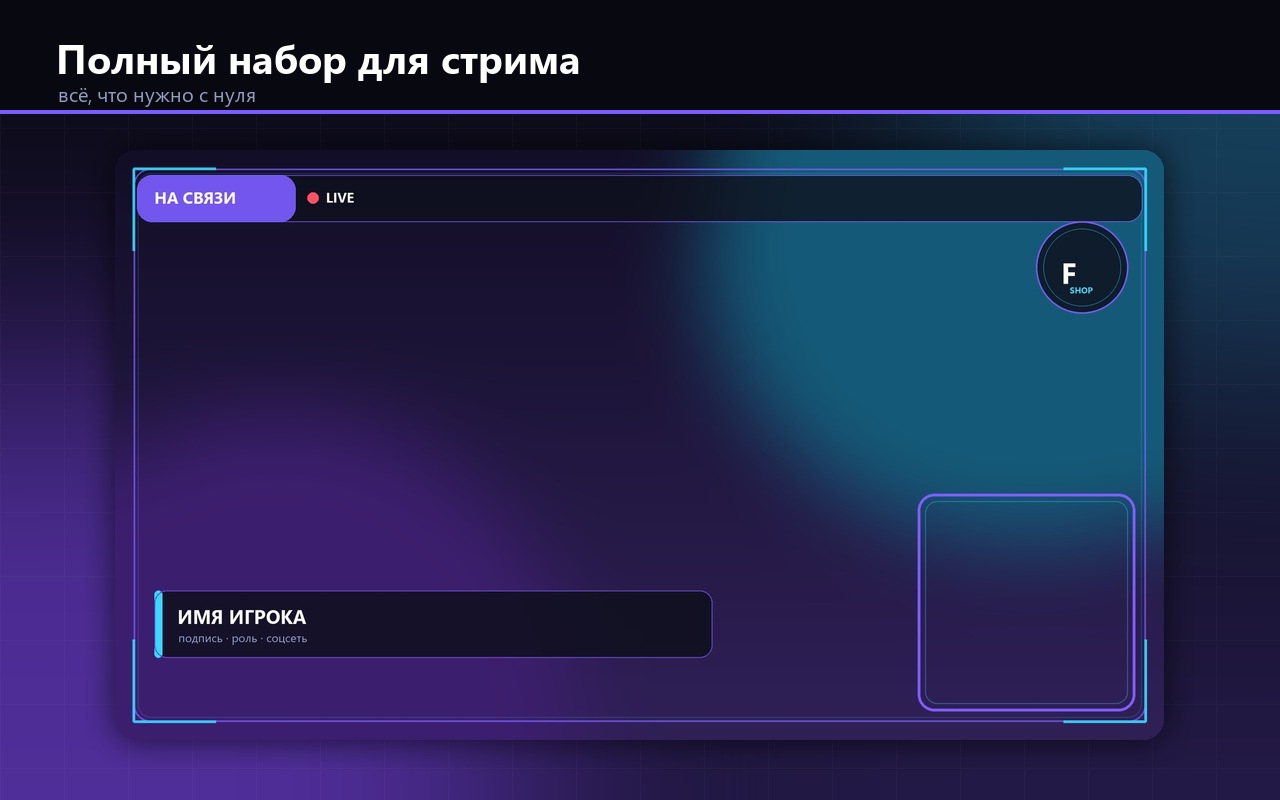 Полный набор для стрима
всё, что нужно с нуля
НА СВЯЗИ
LIVE
F
SHOP
ИМЯ ИГРОКА
подпись · роль · соцсеть